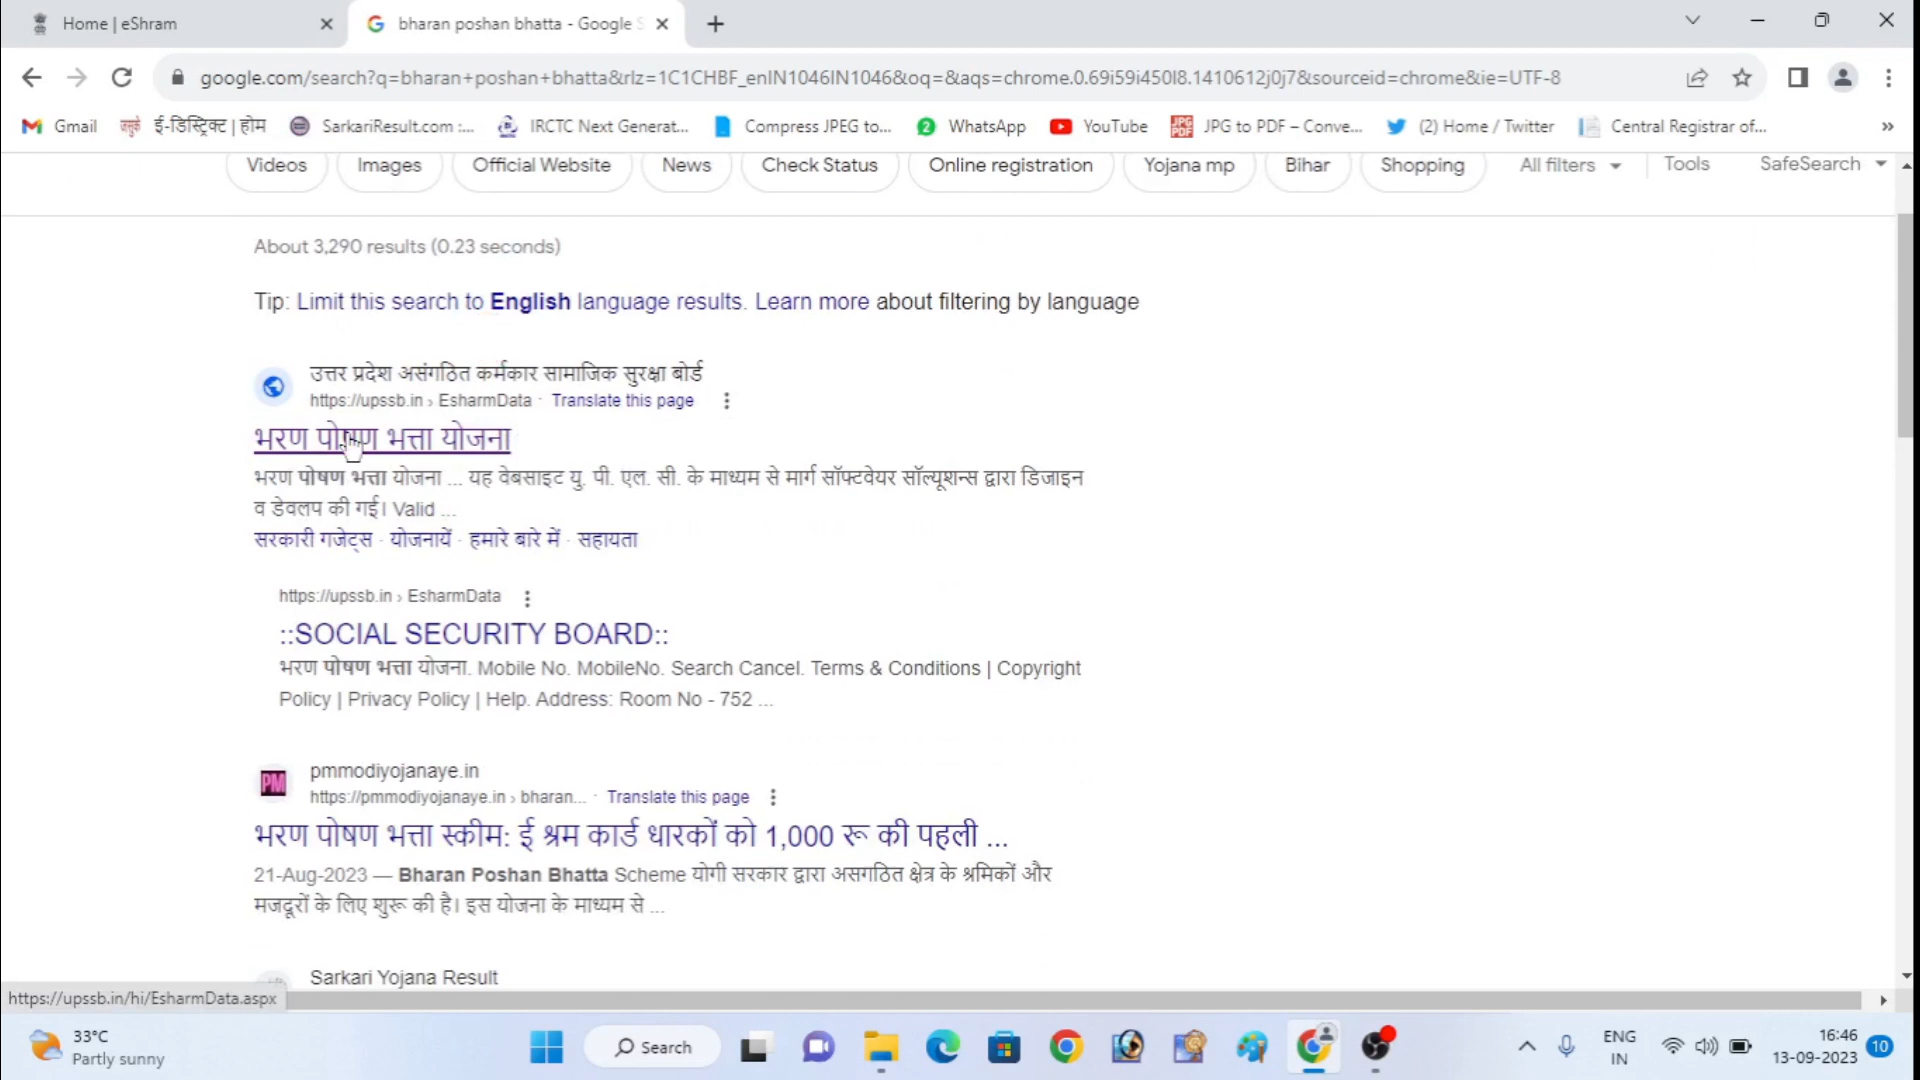 Home | eShram
bharan poshan bhatta - Google S
google.com/search?q=bharan+poshan+bhatta&rlz=1C1CHBF_enIN1046IN1046&oq=&aqs=chrome.0.69i59i450l8.1410612j0j7&sourceid=chrome&ie=UTF-8
Gmail ई-डिस्ट्रिक्ट | होम SarkariResult.com :... IRCTC Next Generat... Compress JPEG to... WhatsApp YouTube JPG to PDF – Conve... (2) Home / Twitter Central Registrar of... »
Videos Images Official Website News Check Status Online registration Yojana mp Bihar Shopping All filters Tools SafeSearch
About 3,290 results (0.23 seconds)
Tip: Limit this search to English language results. Learn more about filtering by language
उत्तर प्रदेश असंगठित कर्मकार सामाजिक सुरक्षा बोर्ड
https://upssb.in › EsharmData · Translate this page
भरण पोषण भत्ता योजना
भरण पोषण भत्ता योजना ... यह वेबसाइट यु. पी. एल. सी. के माध्यम से मार्ग सॉफ्टवेयर सॉल्यूशन्स द्वारा डिजाइन
व डेवलप की गई। Valid ...
सरकारी गजेट्स · योजनायें · हमारे बारे में · सहायता
https://upssb.in › EsharmData
::SOCIAL SECURITY BOARD::
भरण पोषण भत्ता योजना. Mobile No. MobileNo. Search Cancel. Terms & Conditions | Copyright
Policy | Privacy Policy | Help. Address: Room No - 752 ...
pmmodiyojanaye.in
https://pmmodiyojanaye.in › bharan... · Translate this page
भरण पोषण भत्ता स्कीम: ई श्रम कार्ड धारकों को 1,000 रू की पहली ...
21-Aug-2023 — Bharan Poshan Bhatta Scheme योगी सरकार द्वारा असगठित क्षेत्र के श्रमिकों और
मजदूरों के लिए शुरू की है। इस योजना के माध्यम से ...
Sarkari Yojana Result
https://upssb.in/hi/EsharmData.aspx
33°C
Partly sunny
Search
ENG
IN
16:46
13-09-2023
10